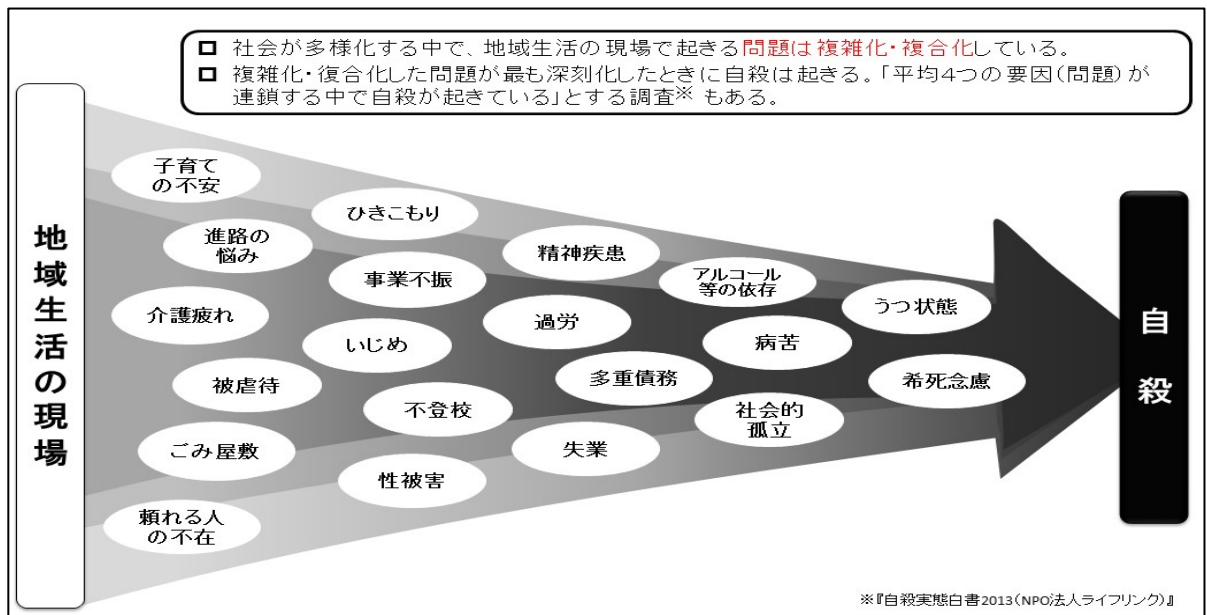 □ 社会が多様化する中で、地域生活の現場で起きる問題は複雑化・複合化している。
□ 複雑化・復合化した問題が最も深刻化したときに自殺は起きる。「平均4つの要因(問題)が
連鎖する中で自殺が起きている」とする調査※ もある。
地域生活の現場
子育て
の不安
ひきこもり
進路の
悩み
精神疾患
事業不振
アルコール
等の依存
うつ状態
介護疲れ
過労
いじめ
病苦
被虐待
多重債務
希死念慮
不登校
社会的
孤立
ごみ屋敷
失業
性被害
頼れる人
の不在
自殺
※『自殺実態白書2013(NPO法人ライフリンク)』